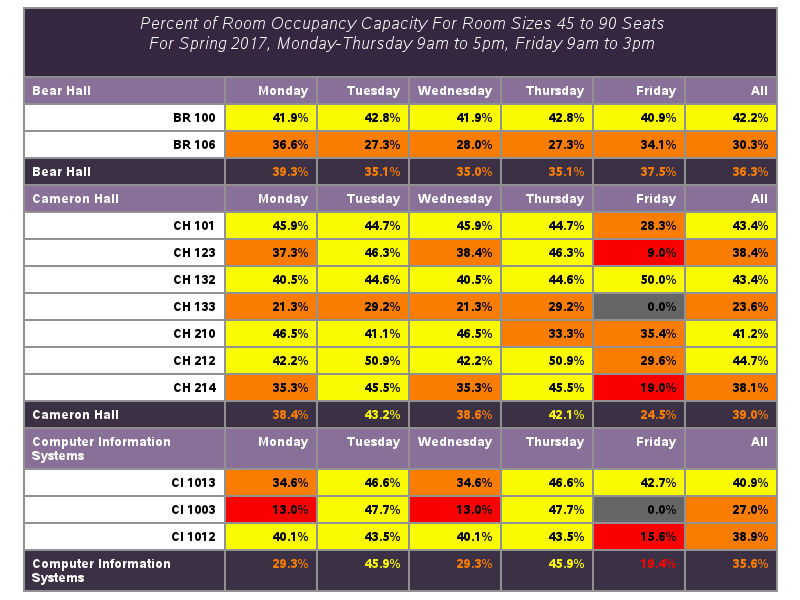 Percent of Room Occupancy Capacity For Room Sizes 45 to 90 Seats
For Spring 2017, Monday-Thursday 9am to 5pm, Friday 9am to 3pm
Bear Hall Monday Tuesday Wednesday Thursday Friday All
BR 100 41.9% 42.8% 41.9% 42.8% 40.9% 42.2%
BR 106 36.6% 27.3% 28.0% 27.3% 34.1% 30.3%
Bear Hall 39.3% 35.1% 35.0% 35.1% 37.5% 36.3%
Cameron Hall Monday Tuesday Wednesday Thursday Friday All
CH 101 45.9% 44.7% 45.9% 44.7% 28.3% 43.4%
CH 123 37.3% 46.3% 38.4% 46.3% 9.0% 38.4%
CH 132 40.5% 44.6% 40.5% 44.6% 50.0% 43.4%
CH 133 21.3% 29.2% 21.3% 29.2% 0.0% 23.6%
CH 210 46.5% 41.1% 46.5% 33.3% 35.4% 41.2%
CH 212 42.2% 50.9% 42.2% 50.9% 29.6% 44.7%
CH 214 35.3% 45.5% 35.3% 45.5% 19.0% 38.1%
Cameron Hall 38.4% 43.2% 38.6% 42.1% 24.5% 39.0%
Computer Information Monday Tuesday Wednesday Thursday Friday All
Systems
CI 1013 34.6% 46.6% 34.6% 46.6% 42.7% 40.9%
CI 1003 13.0% 47.7% 13.0% 47.7% 0.0% 27.0%
CI 1012 40.1% 43.5% 40.1% 43.5% 15.6% 38.9%
Computer Information 29.3% 45.9% 29.3% 45.9% 19.4% 35.6%
Systems